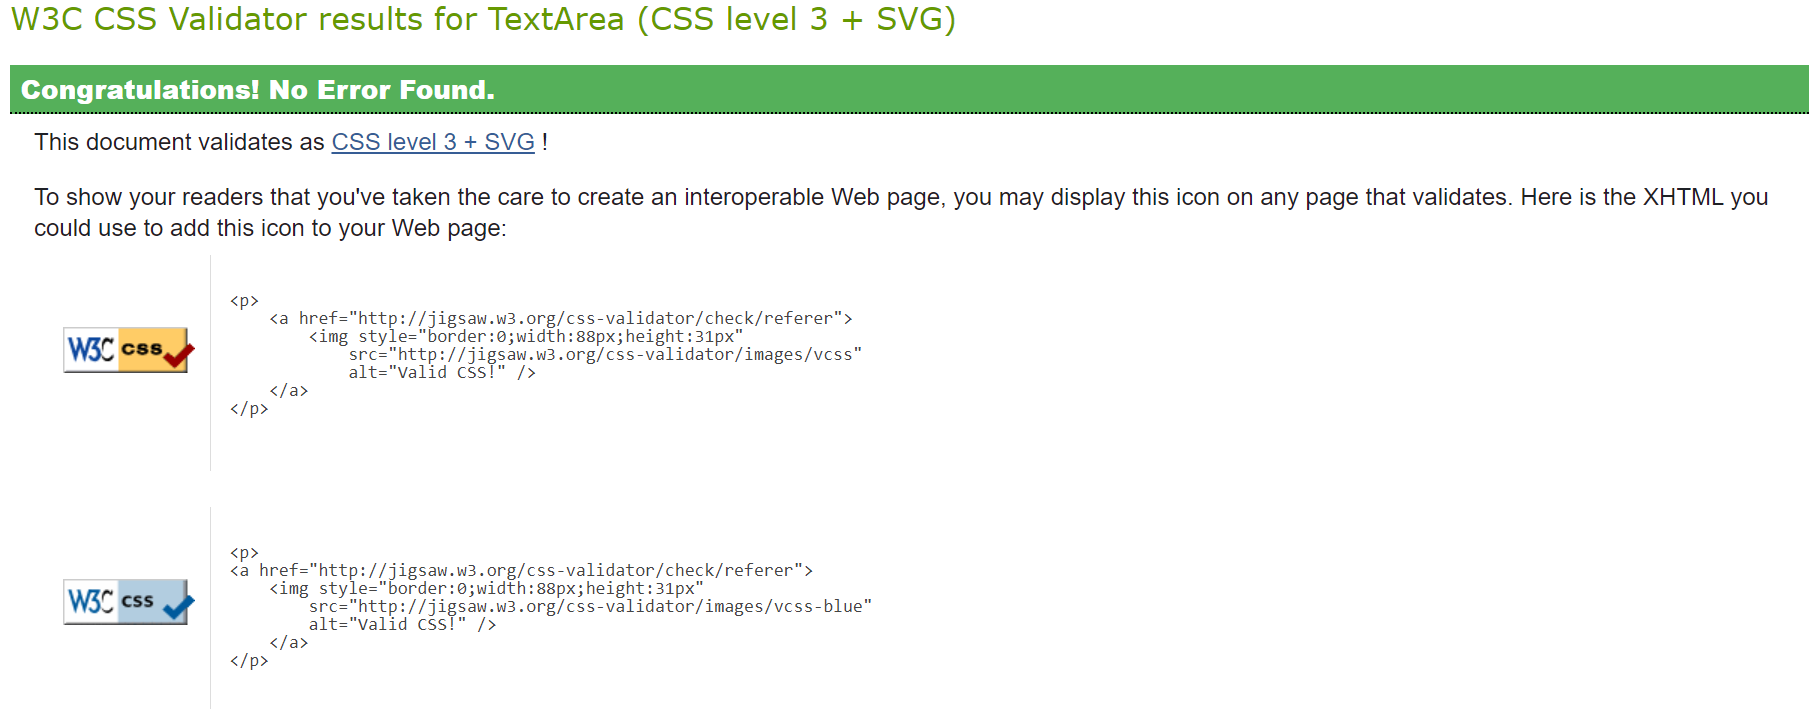 W3C CSS Validator results for TextArea (CSS level 3 + SVG)
Congratulations! No Error Found.
This document validates as CSS level 3 + SVG !
To show your readers that you've taken the care to create an interoperable Web page, you may display this icon on any page that validates. Here is the XHTML you
could use to add this icon to your Web page:
<p>
<a href="http://jigsaw.w3.org/css-validator/check/referer">
<img style="border:0;width:88px;height:31px"
W3C css
src="http://jigsaw.w3.org/css-validator/images/vcss"
alt="Valid CSS!" />
</a>
</p>
<p>
<a href="http://jigsaw.w3.org/css-validator/check/referer">
<img style="border:0;width:88px;height:31px"
W3C css
src="http://jigsaw.w3.org/css-validator/images/vcss-blue"
alt="Valid CSS!" />
</a>
</p>